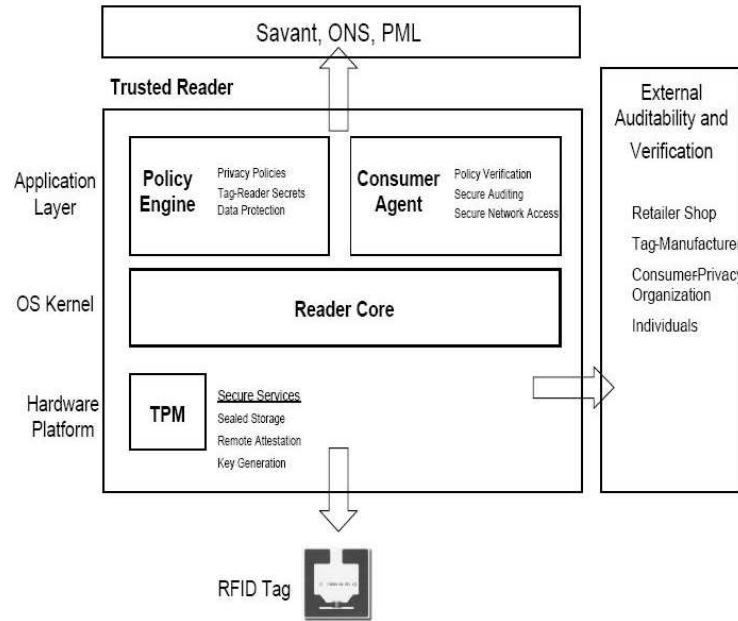 Savant, ONS, PML
Trusted Reader
Application
Layer
Policy
Engine
Privacy Policies
Tag-Reader Secrets
Data Protection
Consumer
Agent
Policy Verification
Secure Auditing
Secure Network Access
OS Kernel
Reader Core
Hardware
Platform
TPM
Secure Services
Sealed Storage
Remote Attestation
Key Generation
RFID Tag
External
Auditability and
Verification
Retailer Shop
Tag-Manufacturer
Consumer-Privacy
Organization
Individuals